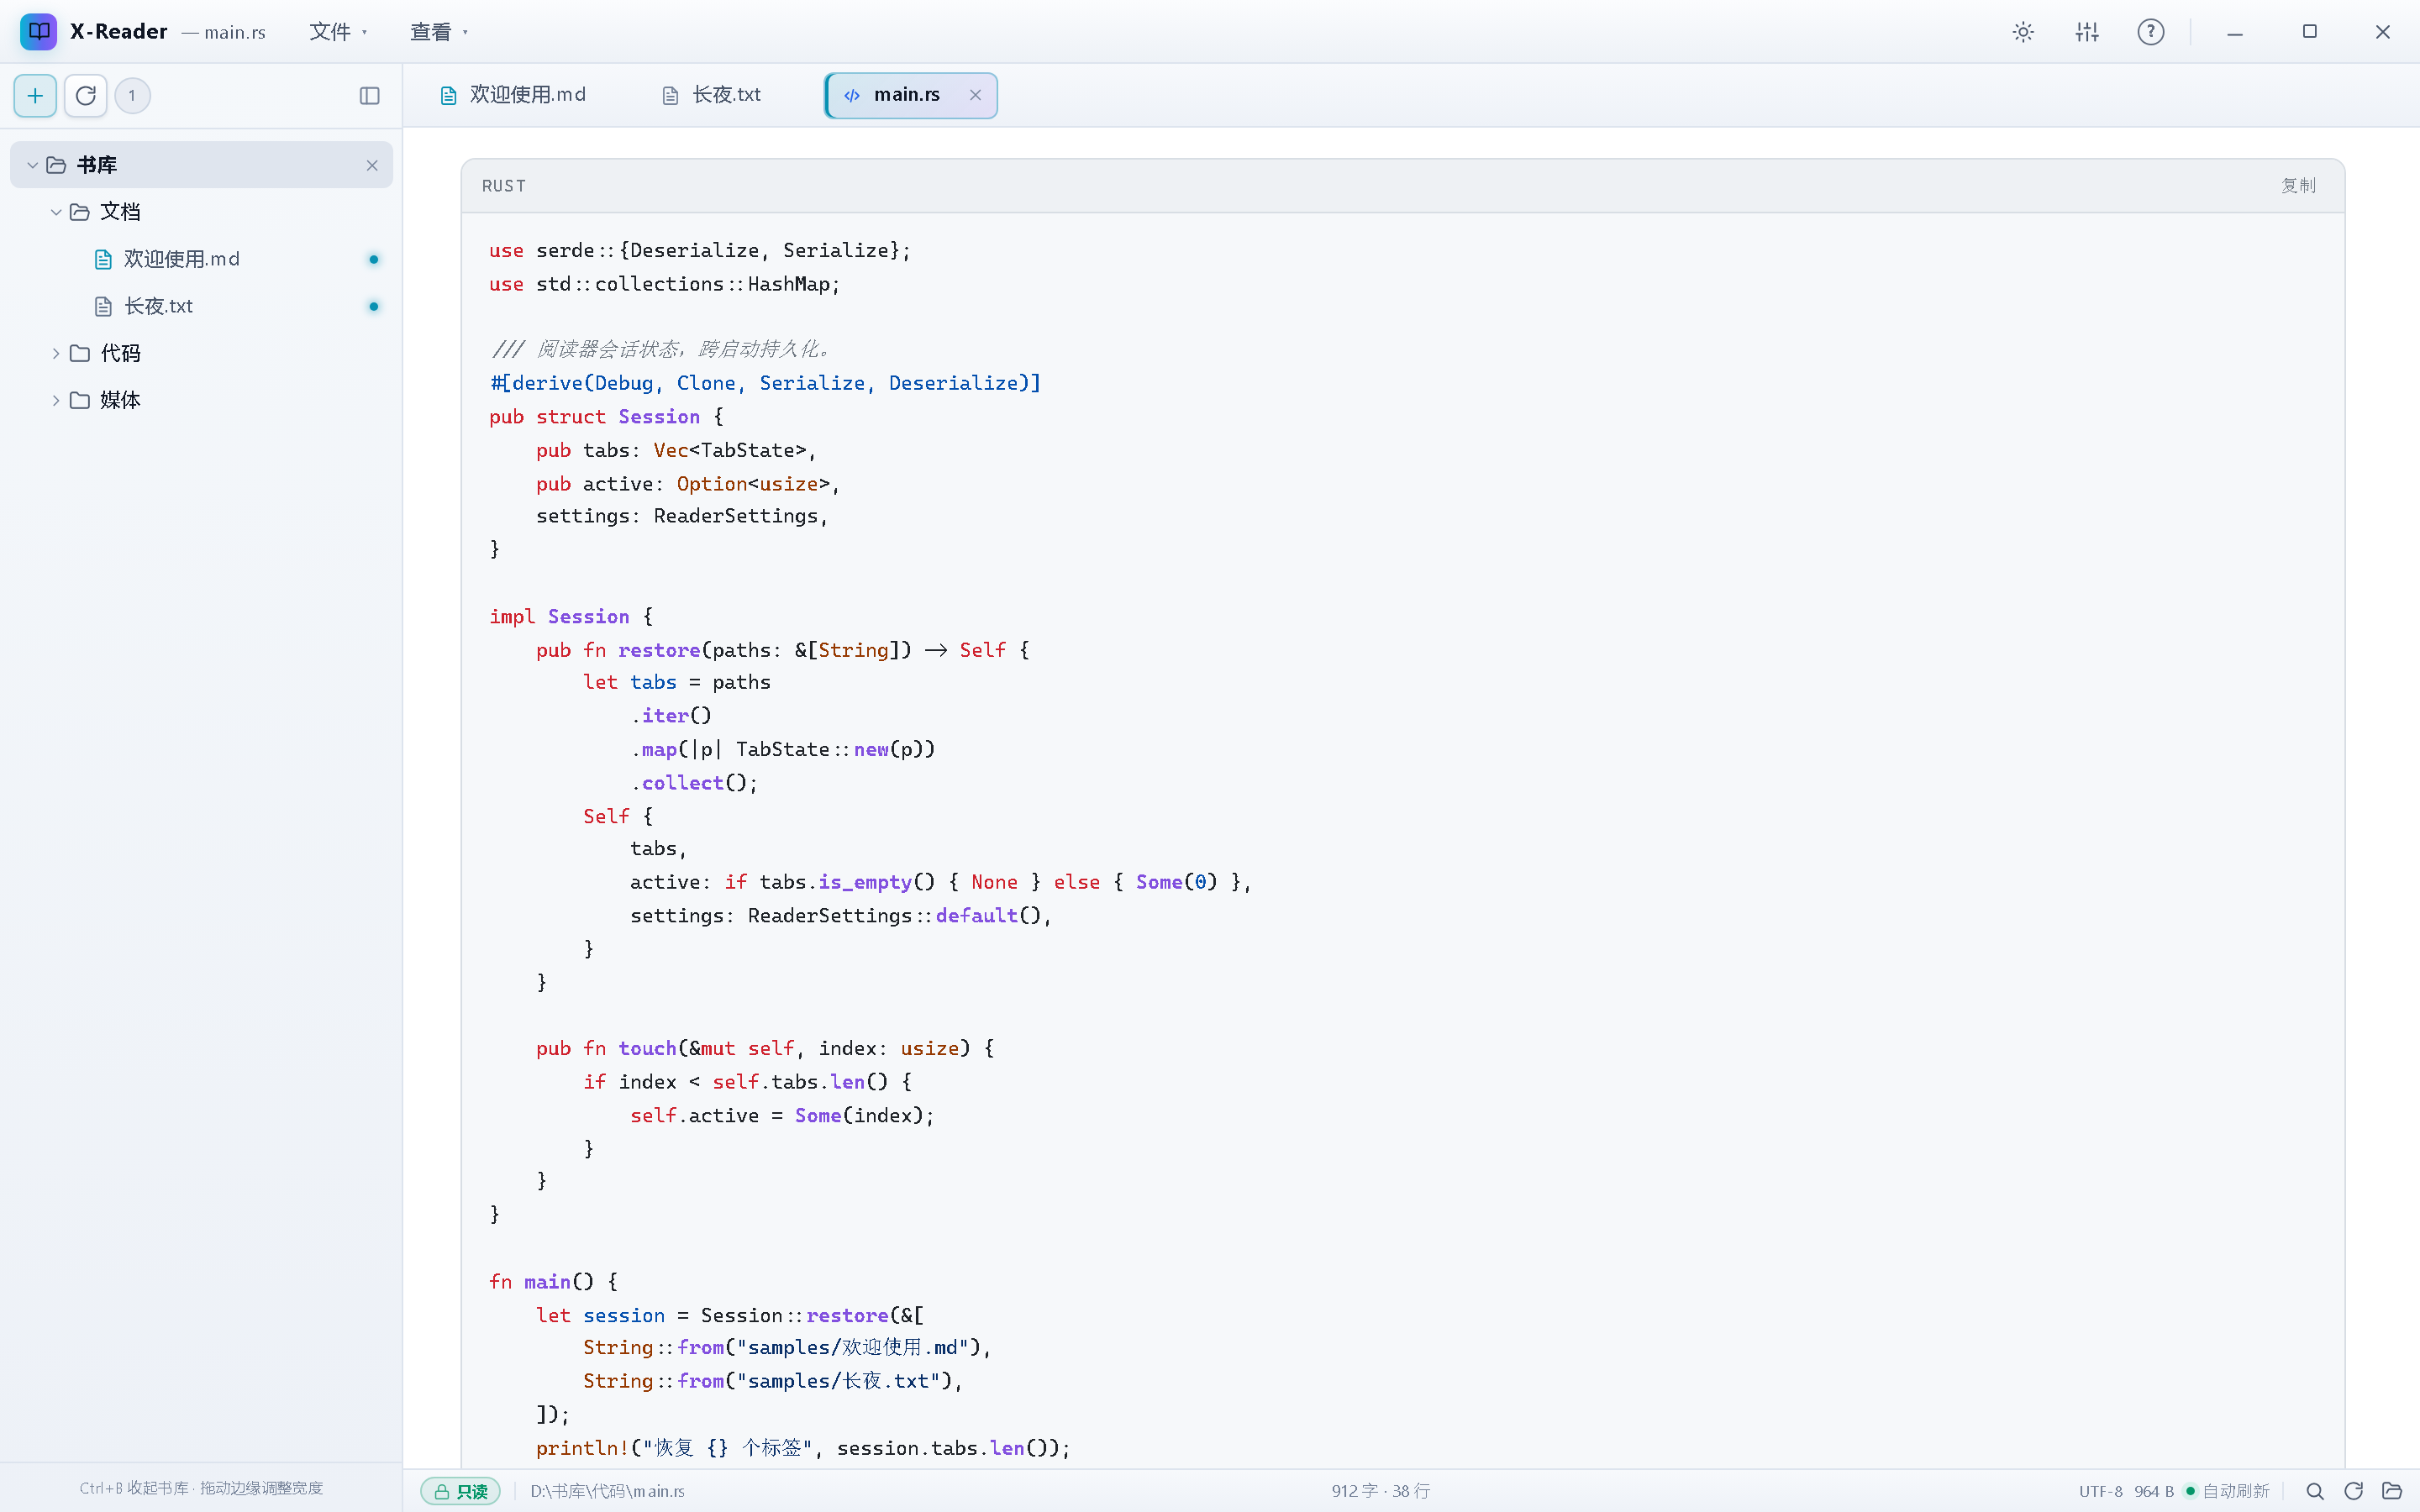 X-Reader — main.rs 文件 查看
1
欢迎使用.md 长夜.txt main.rs
书库
文档
欢迎使用.md
长夜.txt
代码
媒体
RUST 复制
use serde::{Deserialize, Serialize};
use std::collections::HashMap;
/// 阅读器会话状态，跨启动持久化。
#[derive(Debug, Clone, Serialize, Deserialize)]
pub struct Session {
    pub tabs: Vec<TabState>,
    pub active: Option<usize>,
    settings: ReaderSettings,
}
impl Session {
    pub fn restore(paths: &[String]) -> Self {
        let tabs = paths
            .iter()
            .map(|p| TabState::new(p))
            .collect();
        Self {
            tabs,
            active: if tabs.is_empty() { None } else { Some(0) },
            settings: ReaderSettings::default(),
        }
    }
    pub fn touch(&mut self, index: usize) {
        if index < self.tabs.len() {
            self.active = Some(index);
        }
    }
}
fn main() {
    let session = Session::restore(&[
        String::from("samples/欢迎使用.md"),
        String::from("samples/长夜.txt"),
    ]);
    println!("恢复 {} 个标签", session.tabs.len());
Ctrl+B 收起书库 · 拖动边缘调整宽度
只读 D:\书库\代码\main.rs 912 字 · 38 行 UTF-8 964 B 自动刷新